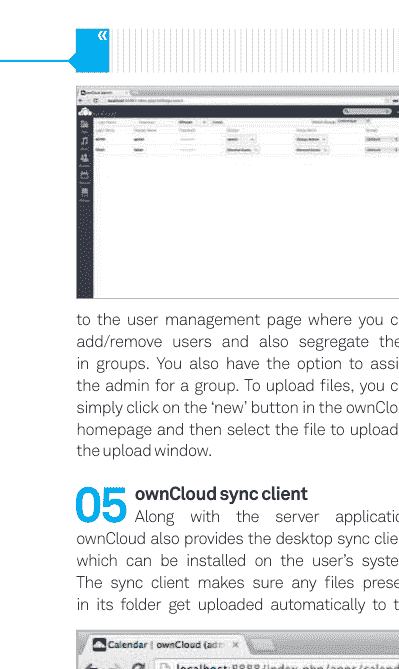 «
to the user management page where you c
add/remove users and also segregate the
in groups. You also have the option to assi
the admin for a group. To upload files, you c
simply click on the ‘new’ button in the ownClo
homepage and then select the file to upload
the upload window.
05 ownCloud sync client
Along with the server applicatio
ownCloud also provides the desktop sync clie
which can be installed on the user’s syste
The sync client makes sure any files prese
in its folder get uploaded automatically to t
Calendar | ownCloud (adm ×
localhost:8888/index.php/apps/calend